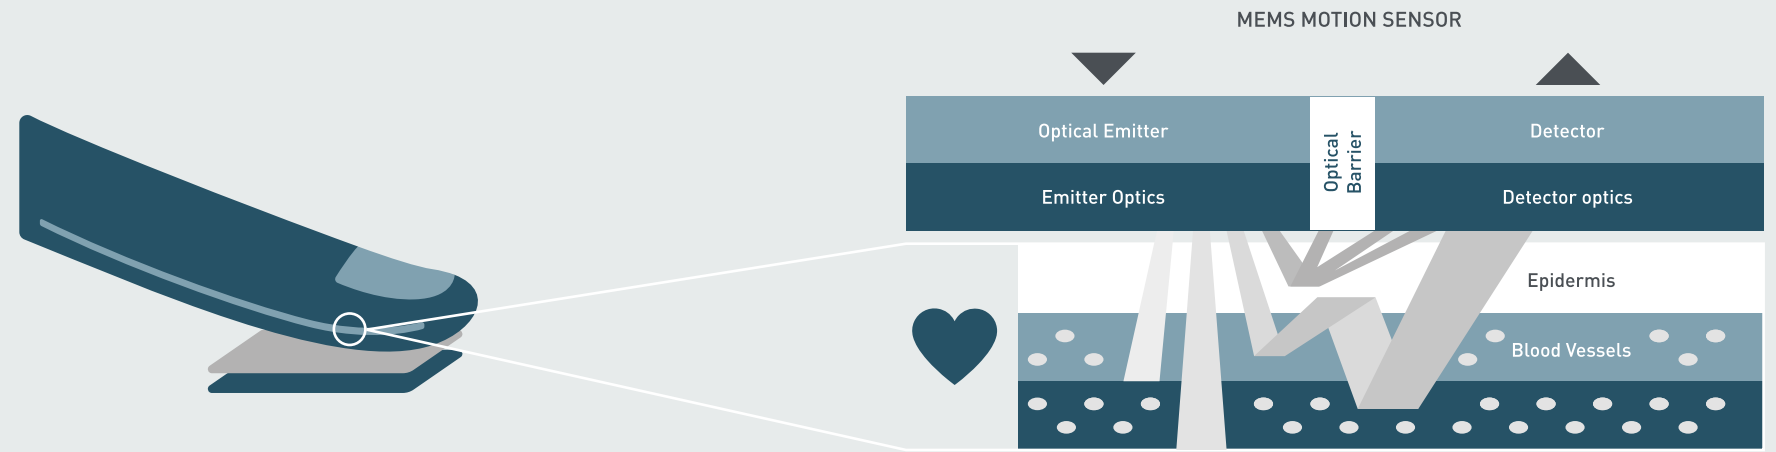 MEMS MOTION SENSOR
Optical Emitter
Detector
Optical
Barrier
Emitter Optics
Detector optics
Epidermis
Blood Vessels